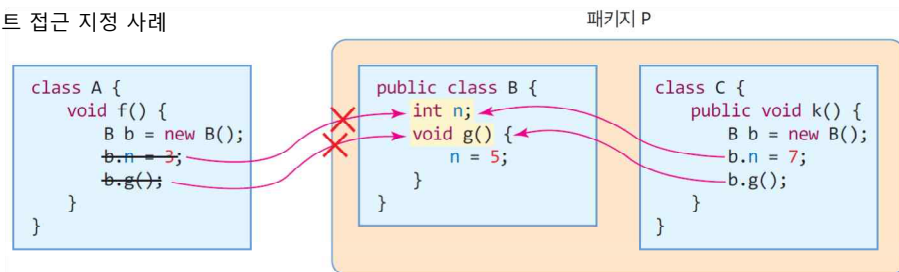 트 접근 지정 사례
패키지 P
class A {
void f() {
B b = new B();
b.n = 3;
b.g();
}
}
public class B {
int n;
void g() {
n = 5;
}
}
class C {
public void k() {
B b = new B();
b.n = 7;
b.g();
}
}